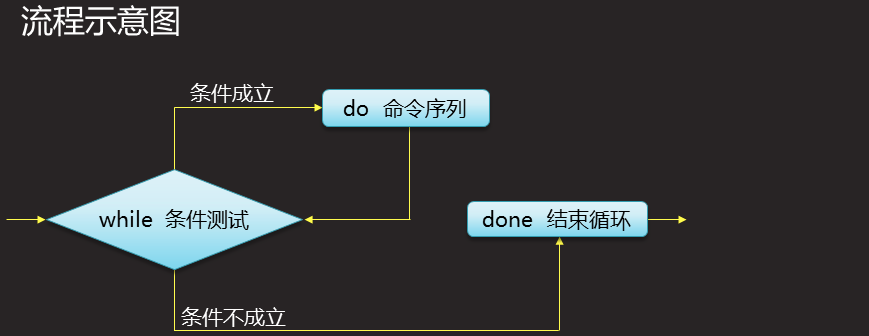 流程示意图
条件成立
do 命令序列
while 条件测试
done 结束循环
条件不成立